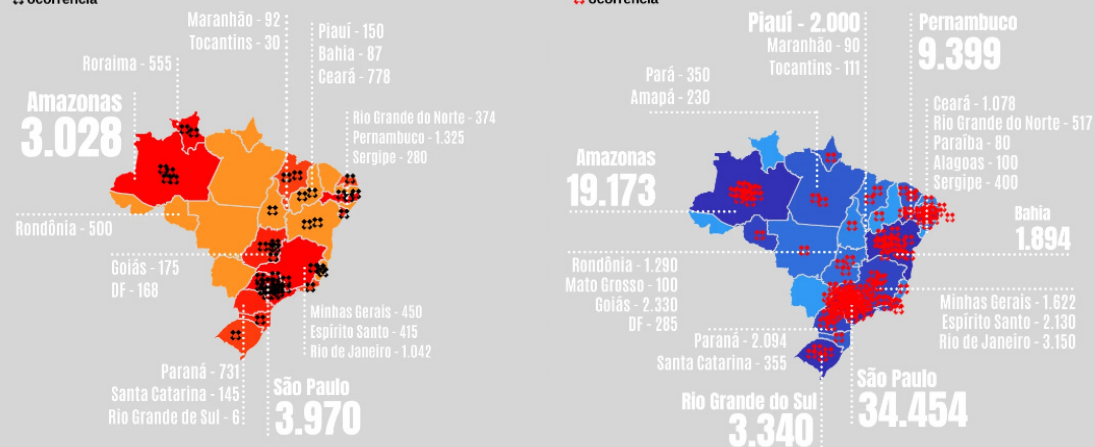 ocorrência
Maranhão - 92
Tocantins - 30
Piauí - 150
Bahia - 87
Ceará - 778
Roraima - 555
Amazonas
3.028
Rio Grande do Norte - 374
Pernambuco - 1.325
Sergipe - 280
Rondônia - 500
Goiás - 175
DF - 168
Minas Gerais - 450
Espírito Santo - 415
Rio de Janeiro - 1.042
Paraná - 731
Santa Catarina - 145
Rio Grande de Sul - 6
São Paulo
3.970
ocorrência
Piauí - 2.000
Maranhão - 90
Tocantins - 111
Pernambuco
9.399
Pará - 350
Amapá - 230
Ceará - 1.078
Rio Grande do Norte - 517
Paraíba - 80
Alagoas - 100
Sergipe - 400
Amazonas
19.173
Bahia
1.894
Rondônia - 1.290
Mato Grosso - 100
Goiás - 2.330
DF - 285
Minhas Gerais - 1.622
Espírito Santo - 2.130
Rio de Janeiro - 3.150
Paraná - 2.094
Santa Catarina - 355
São Paulo
34.454
Rio Grande do Sul
3.340